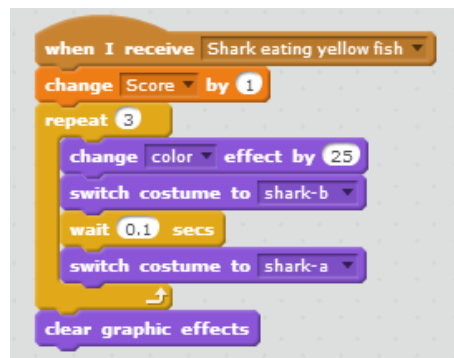 when I receive Shark eating yellow fish
change Score by 1
repeat 3
change color effect by 25
switch costume to shark-b
wait 0.1 secs
switch costume to shark-a
clear graphic effects